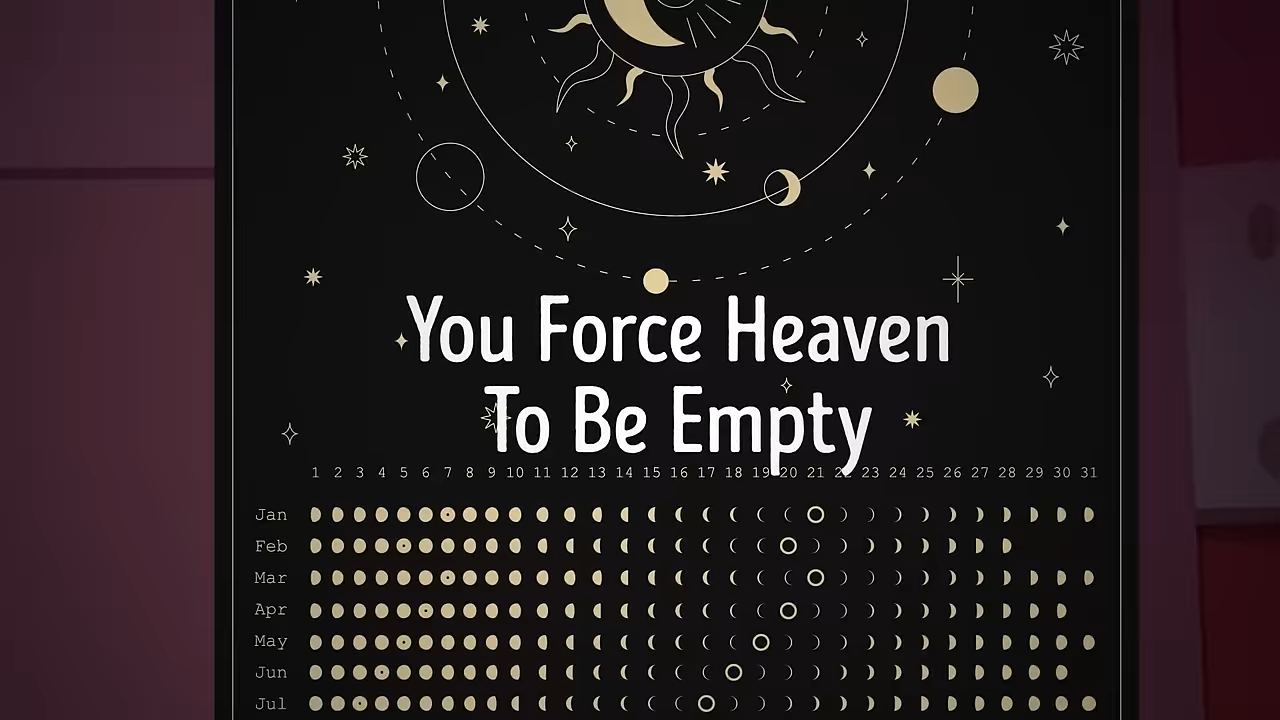 You Force Heaven
To Be Empty
1 2 3 4 5 6 7 8 9 10 11 12 13 14 15 16 17 18 19 20 21 22 23 24 25 26 27 28 29 30 31
Jan
Feb
Mar
Apr
May
Jun
Jul